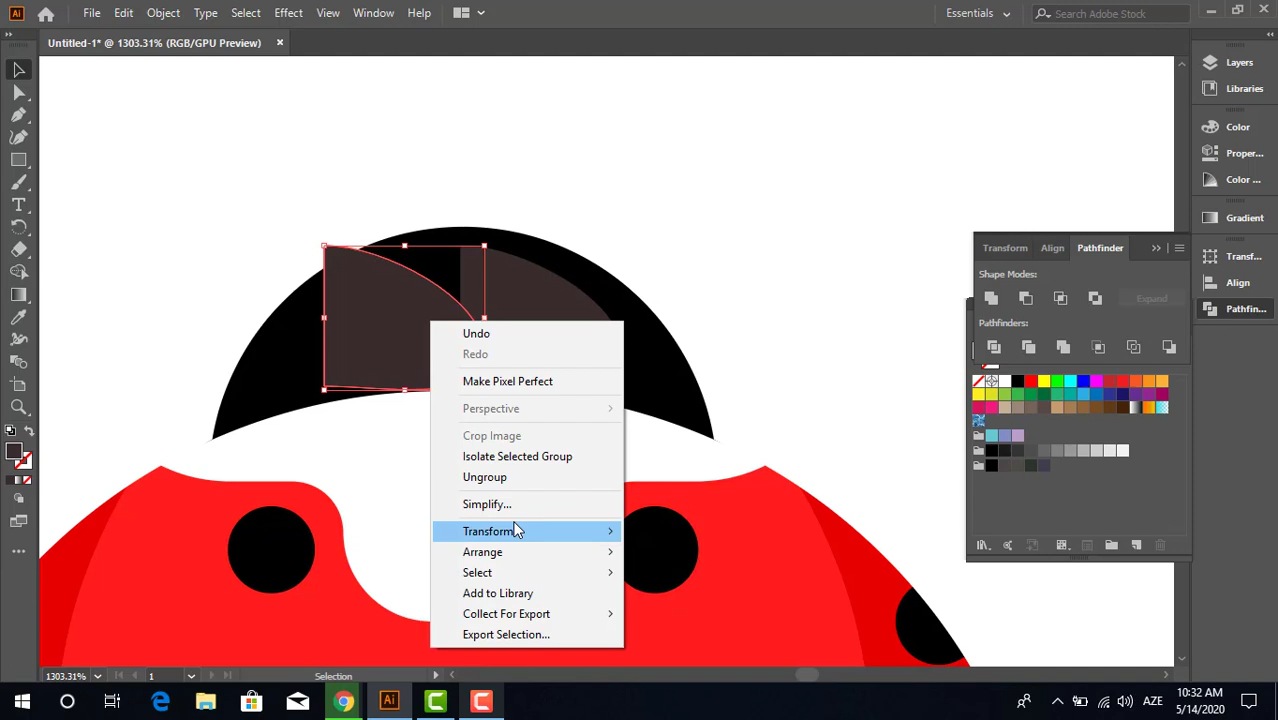 Ai File Edit Object Type Select Effect View Window Help Essentials Search Adobe Stock
Untitled-1* @ 1303.31% (RGB/GPU Preview)
Layers
Libraries
Color
Proper...
Color ...
Gradient
Transf...
Align
Pathfin...
Transform Align Pathfinder
Shape Modes:
Expand
Pathfinders:
Undo
Redo
Make Pixel Perfect
Perspective
Crop Image
Isolate Selected Group
Ungroup
Simplify...
Transform
Arrange
Select
Add to Library
Collect For Export
Export Selection...
1303.31% 1 Selection
Ai AZE 10:32 AM
5/14/2020